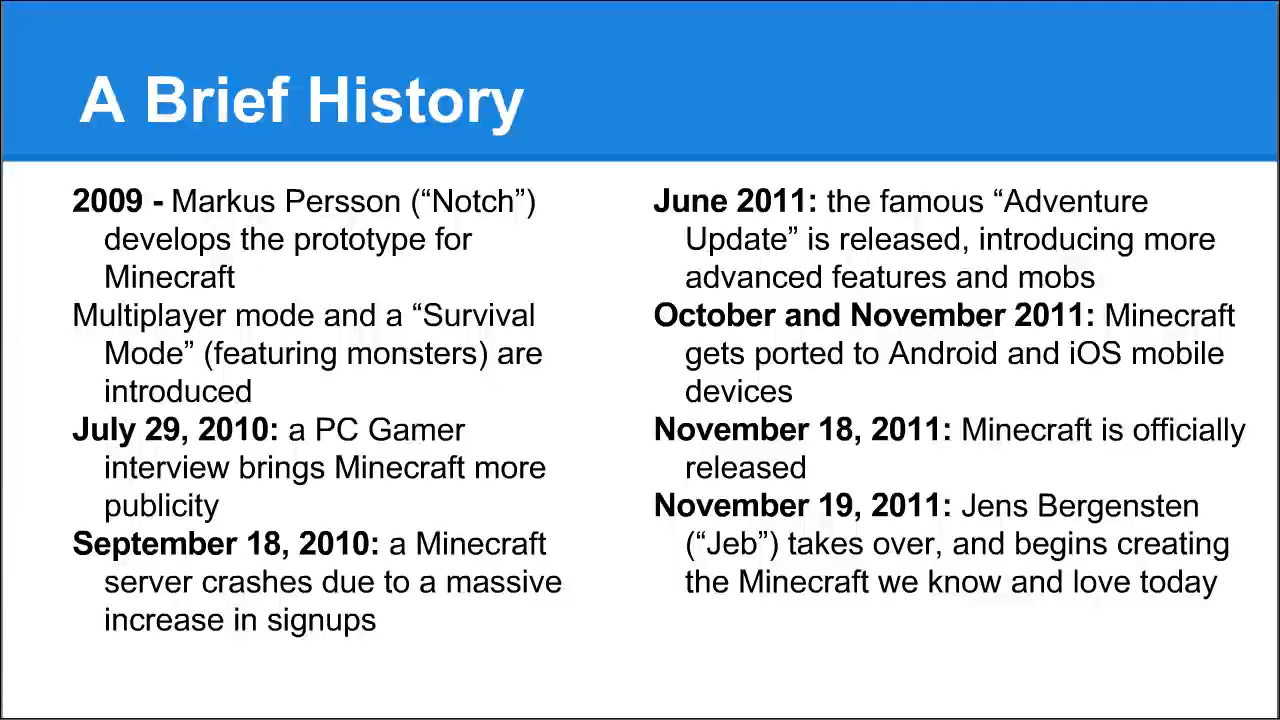 A Brief History
2009 - Markus Persson (“Notch”)
develops the prototype for
Minecraft
Multiplayer mode and a “Survival
Mode” (featuring monsters) are
introduced
July 29, 2010: a PC Gamer
interview brings Minecraft more
publicity
September 18, 2010: a Minecraft
server crashes due to a massive
increase in signups
June 2011: the famous “Adventure
Update” is released, introducing more
advanced features and mobs
October and November 2011: Minecraft
gets ported to Android and iOS mobile
devices
November 18, 2011: Minecraft is officially
released
November 19, 2011: Jens Bergensten
(“Jeb”) takes over, and begins creating
the Minecraft we know and love today